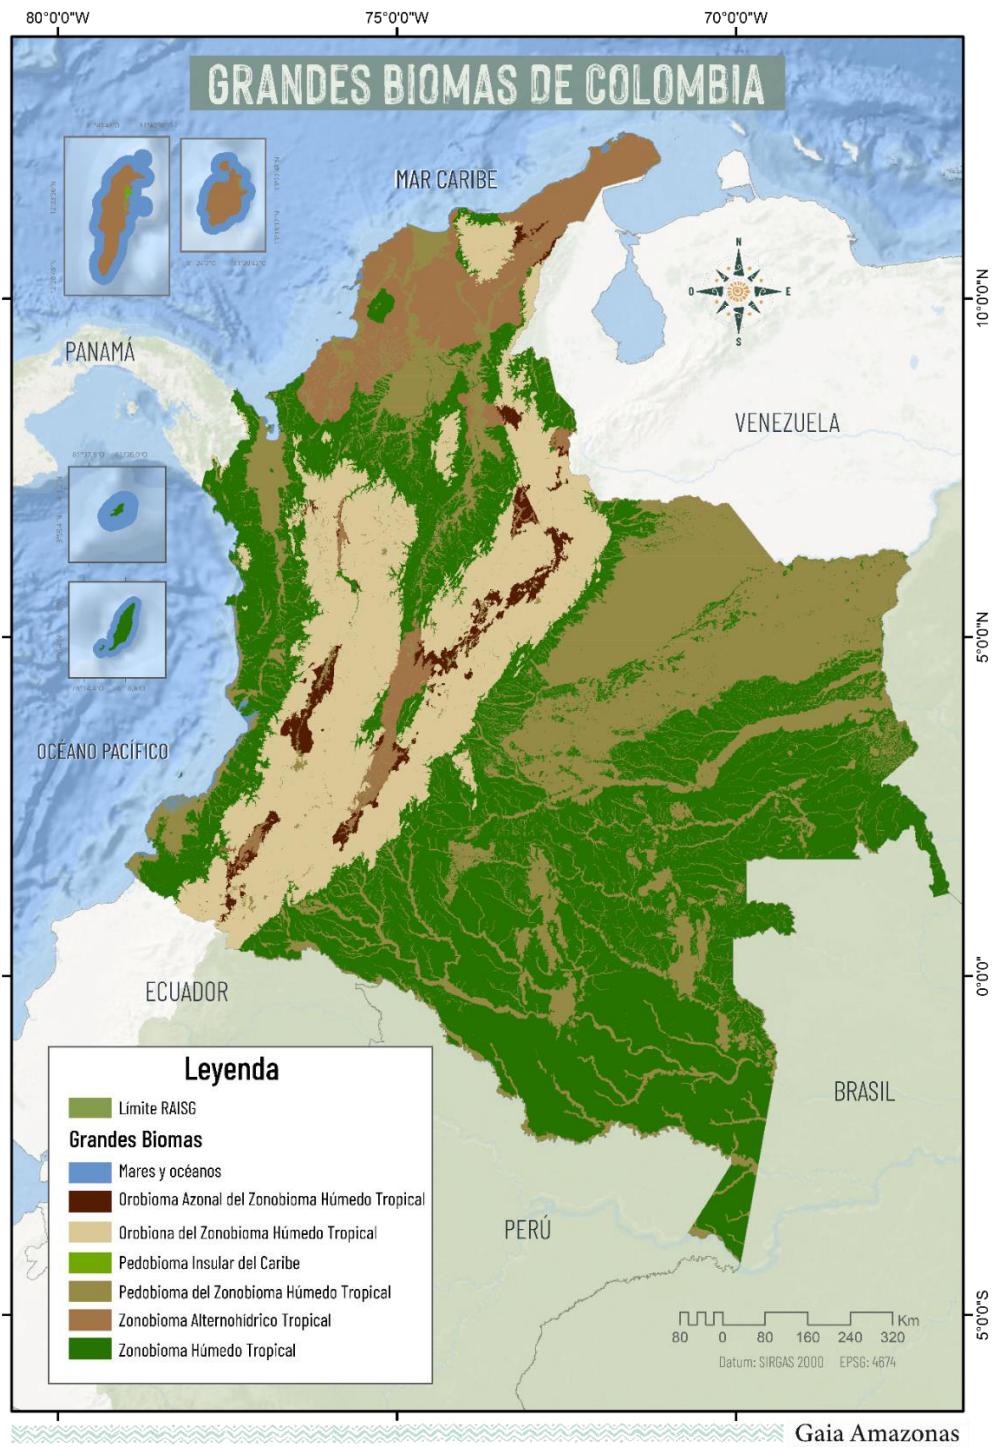 80°0'0"W 75°0'0"W 70°0'0"W
GRANDES BIOMAS DE COLOMBIA
MAR CARIBE
N
O E
S
10°0'0"N
PANAMÁ
VENEZUELA
5°0'0"N
OCÉANO PACÍFICO
0°0'0"
ECUADOR
BRASIL
PERÚ
5°0'0"S
Leyenda
Límite RAISG
Grandes Biomas
Mares y océanos
Orobioma Azonal del Zonobioma Húmedo Tropical
Orobiona del Zonobioma Húmedo Tropical
Pedobioma Insular del Caribe
Pedobioma del Zonobioma Húmedo Tropical
Zonobioma Alternohídrico Tropical
Zonobioma Húmedo Tropical
Km
80 0 80 160 240 320
Datum: SIRGAS 2000 EPSG: 4674
Gaia Amazonas